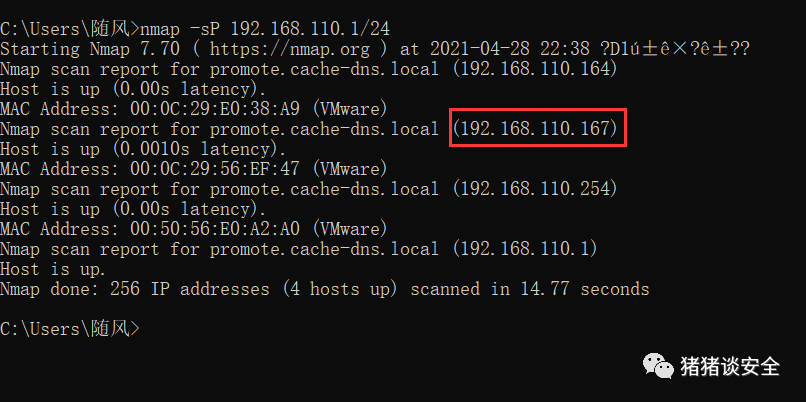 C:\Users\随风>nmap -sP 192.168.110.1/24
Starting Nmap 7.70 ( https://nmap.org ) at 2021-04-28 22:38 ?D1ú±ê×?ê±??
Nmap scan report for promote.cache-dns.local (192.168.110.164)
Host is up (0.00s latency).
MAC Address: 00:0C:29:E0:38:A9 (VMware)
Nmap scan report for promote.cache-dns.local (192.168.110.167)
Host is up (0.0010s latency).
MAC Address: 00:0C:29:56:EF:47 (VMware)
Nmap scan report for promote.cache-dns.local (192.168.110.254)
Host is up (0.00s latency).
MAC Address: 00:50:56:E0:A2:A0 (VMware)
Nmap scan report for promote.cache-dns.local (192.168.110.1)
Host is up.
Nmap done: 256 IP addresses (4 hosts up) scanned in 14.77 seconds
C:\Users\随风>
猪猪谈安全